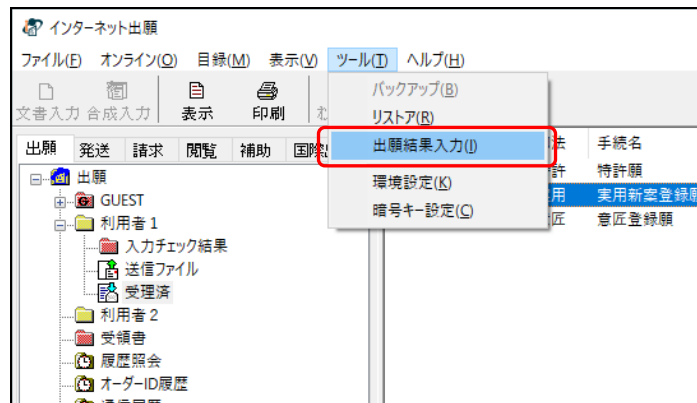 インターネット出願
ファイル(F) オンライン(O) 目録(M) 表示(V) ツール(T) ヘルプ(H)
文書入力 合成入力 表示 印刷
バックアップ(B)
リストア(R)
出願結果入力(I)
環境設定(K)
暗号キー設定(C)
出願 発送 請求 閲覧 補助 国際
法 手続名
許 特許願
用 実用新案登録願
匠 意匠登録願
出願
GUEST
利用者1
入力チェック結果
送信ファイル
受理済
利用者2
受領書
履歴照会
オーダーID履歴